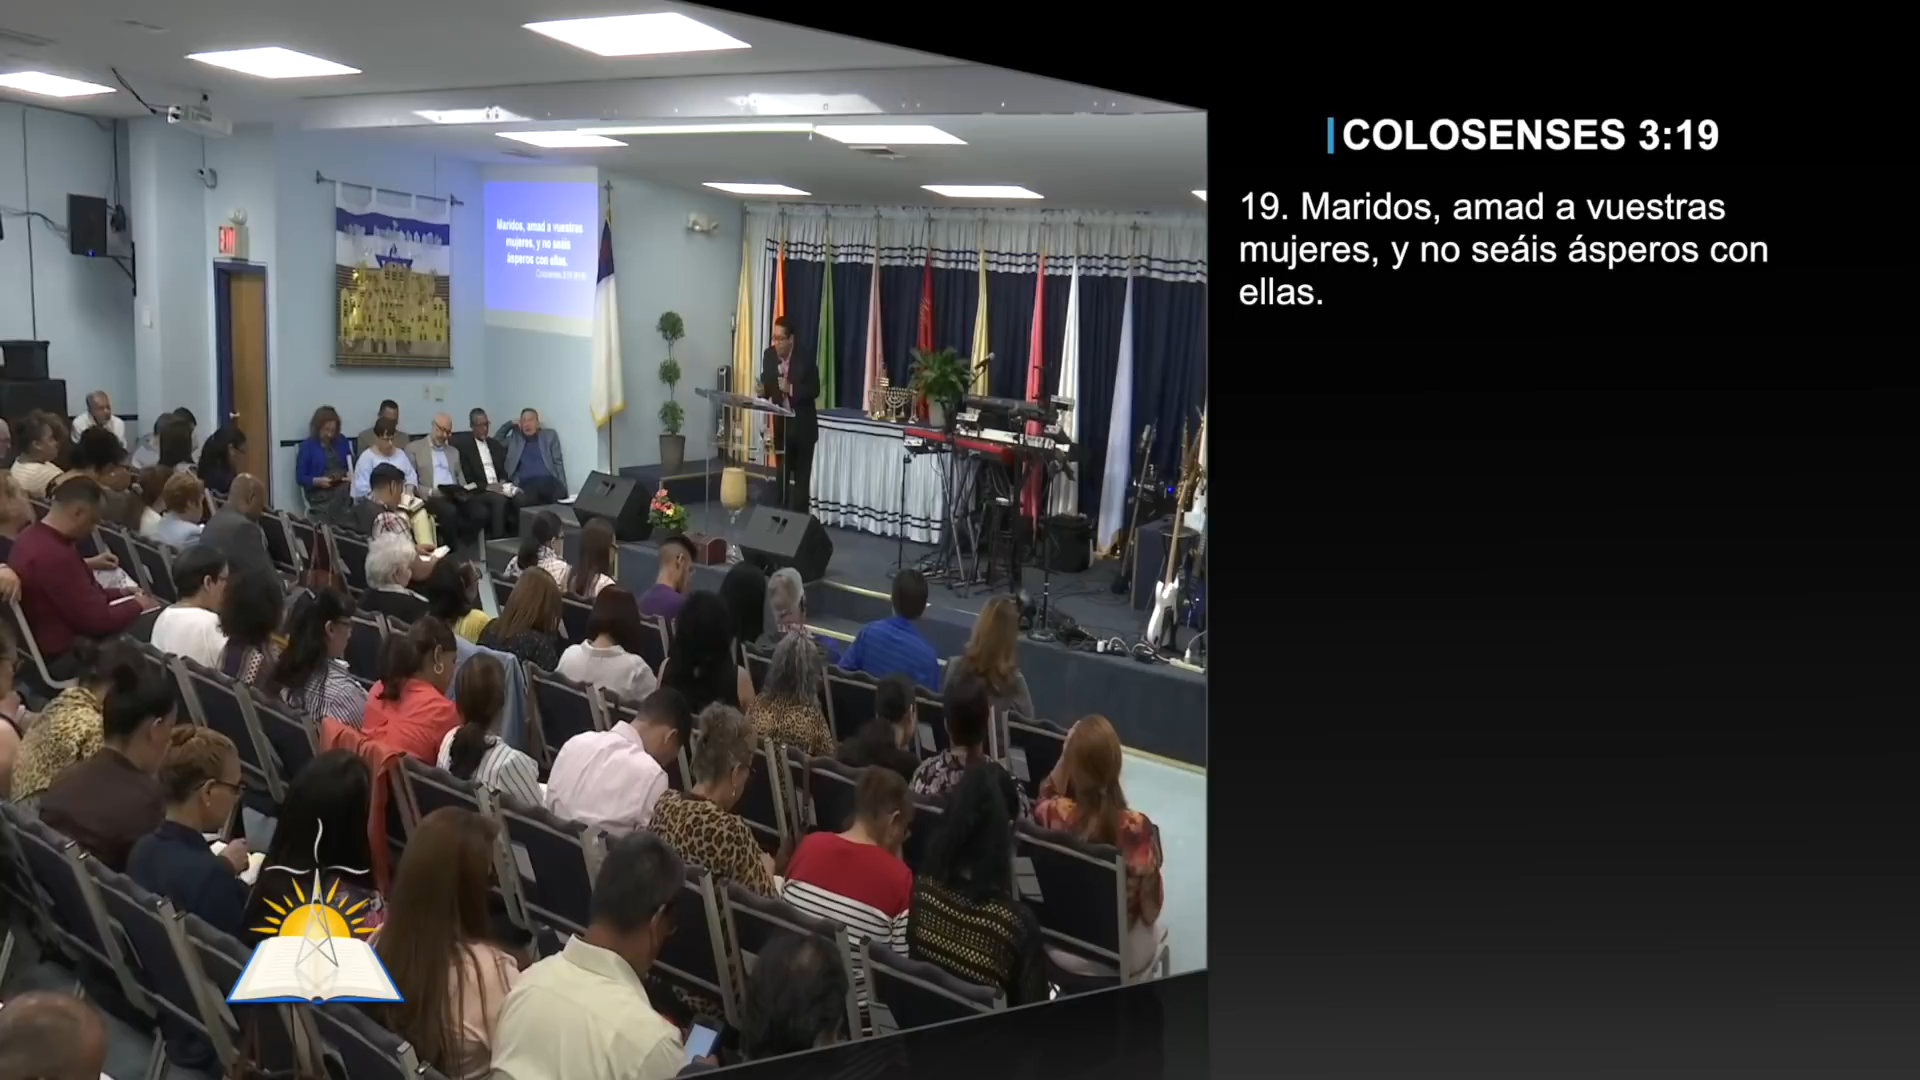 COLOSENSES 3:19
19. Maridos, amad a vuestras
mujeres, y no seáis ásperos con
ellas.
Maridos, amad a vuestras
mujeres, y no seáis
ásperos con ellas.
EXIT